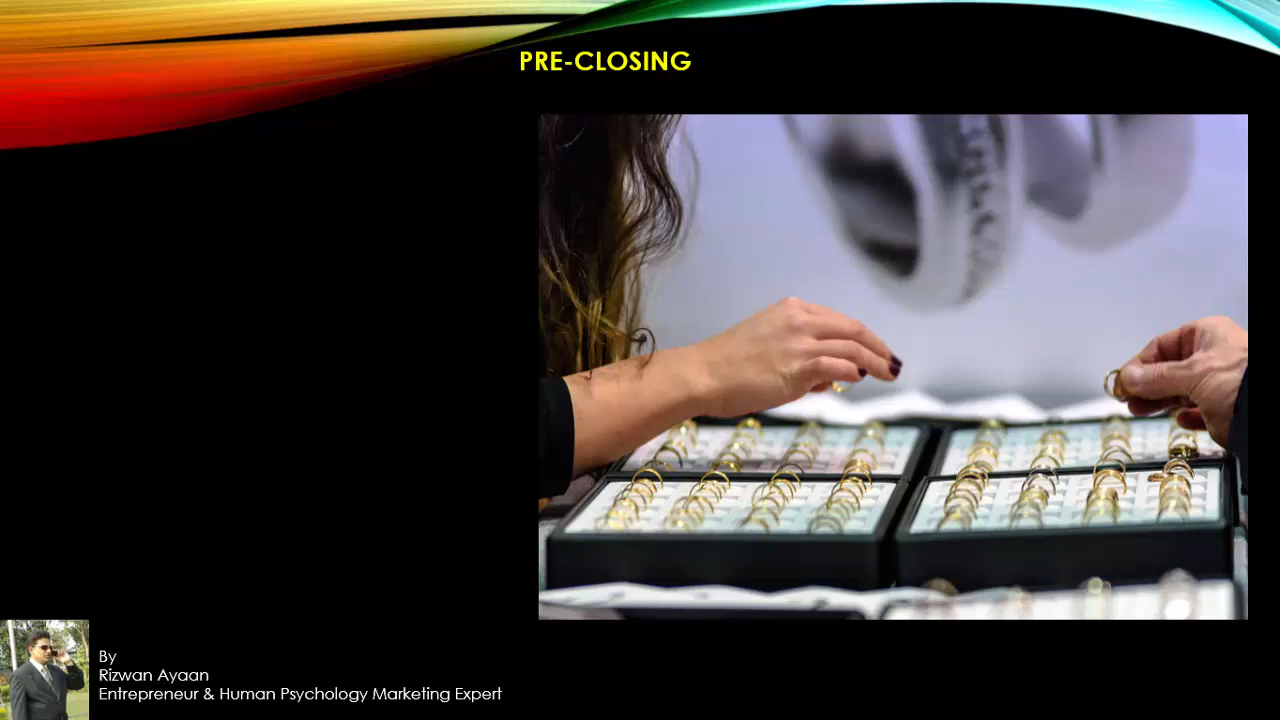 PRE-CLOSING
By
Rizwan Ayaan
Entrepreneur & Human Psychology Marketing Expert